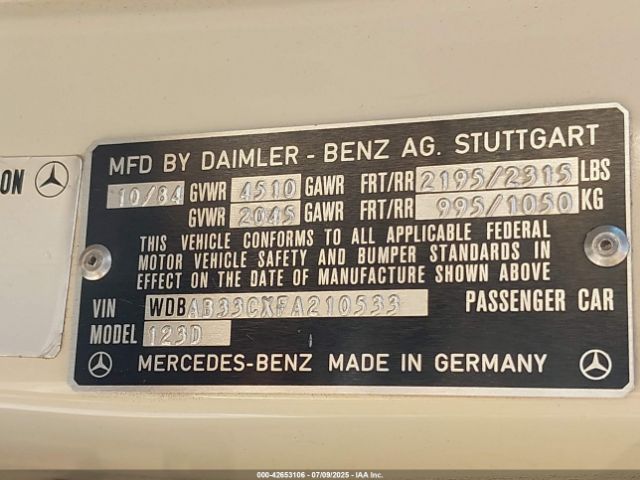 ON
MFD BY DAIMLER - BENZ AG. STUTTGART
10/84 GVWR 4510 GAWR FRT/RR 2195/2315 LBS
GVWR 2045 GAWR FRT/RR 995/1050 KG
THIS VEHICLE CONFORMS TO ALL APPLICABLE FEDERAL
MOTOR VEHICLE SAFETY AND BUMPER STANDARDS IN
EFFECT ON THE DATE OF MANUFACTURE SHOWN ABOVE
VIN WDBAB33CXFA210533 PASSENGER CAR
MODEL 123D
MERCEDES-BENZ MADE IN GERMANY
000-42653106 - 07/09/2025 - IAA Inc.